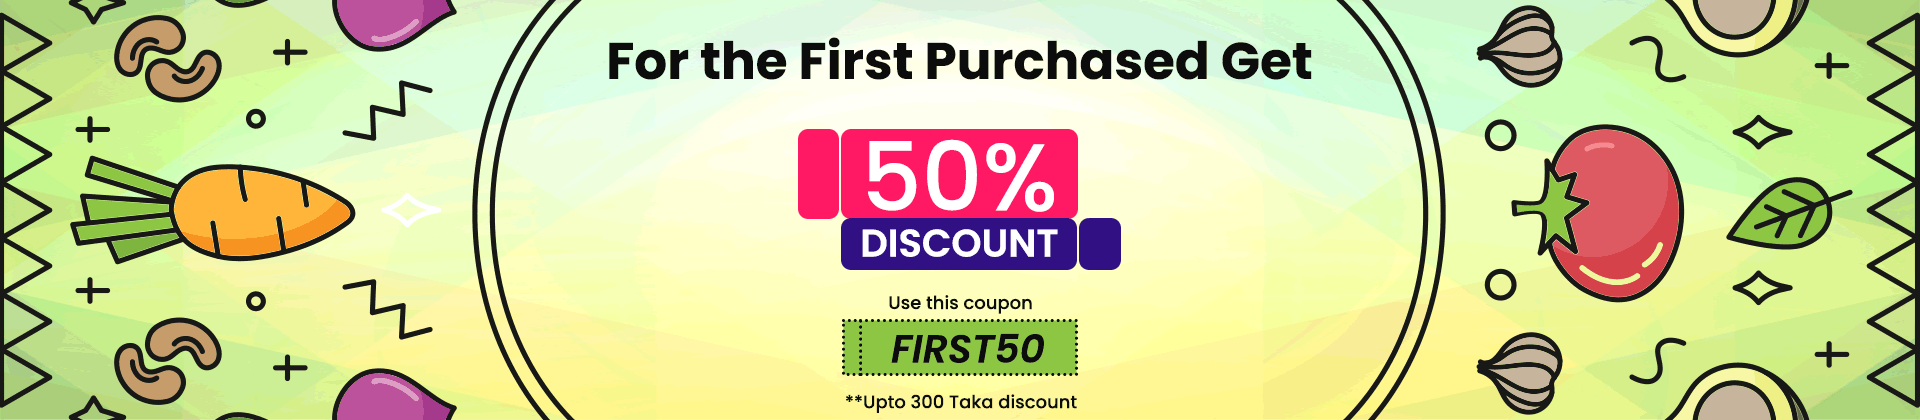 For the First Purchased Get
50%
DISCOUNT
Use this coupon
FIRST50
**Upto 300 Taka discount